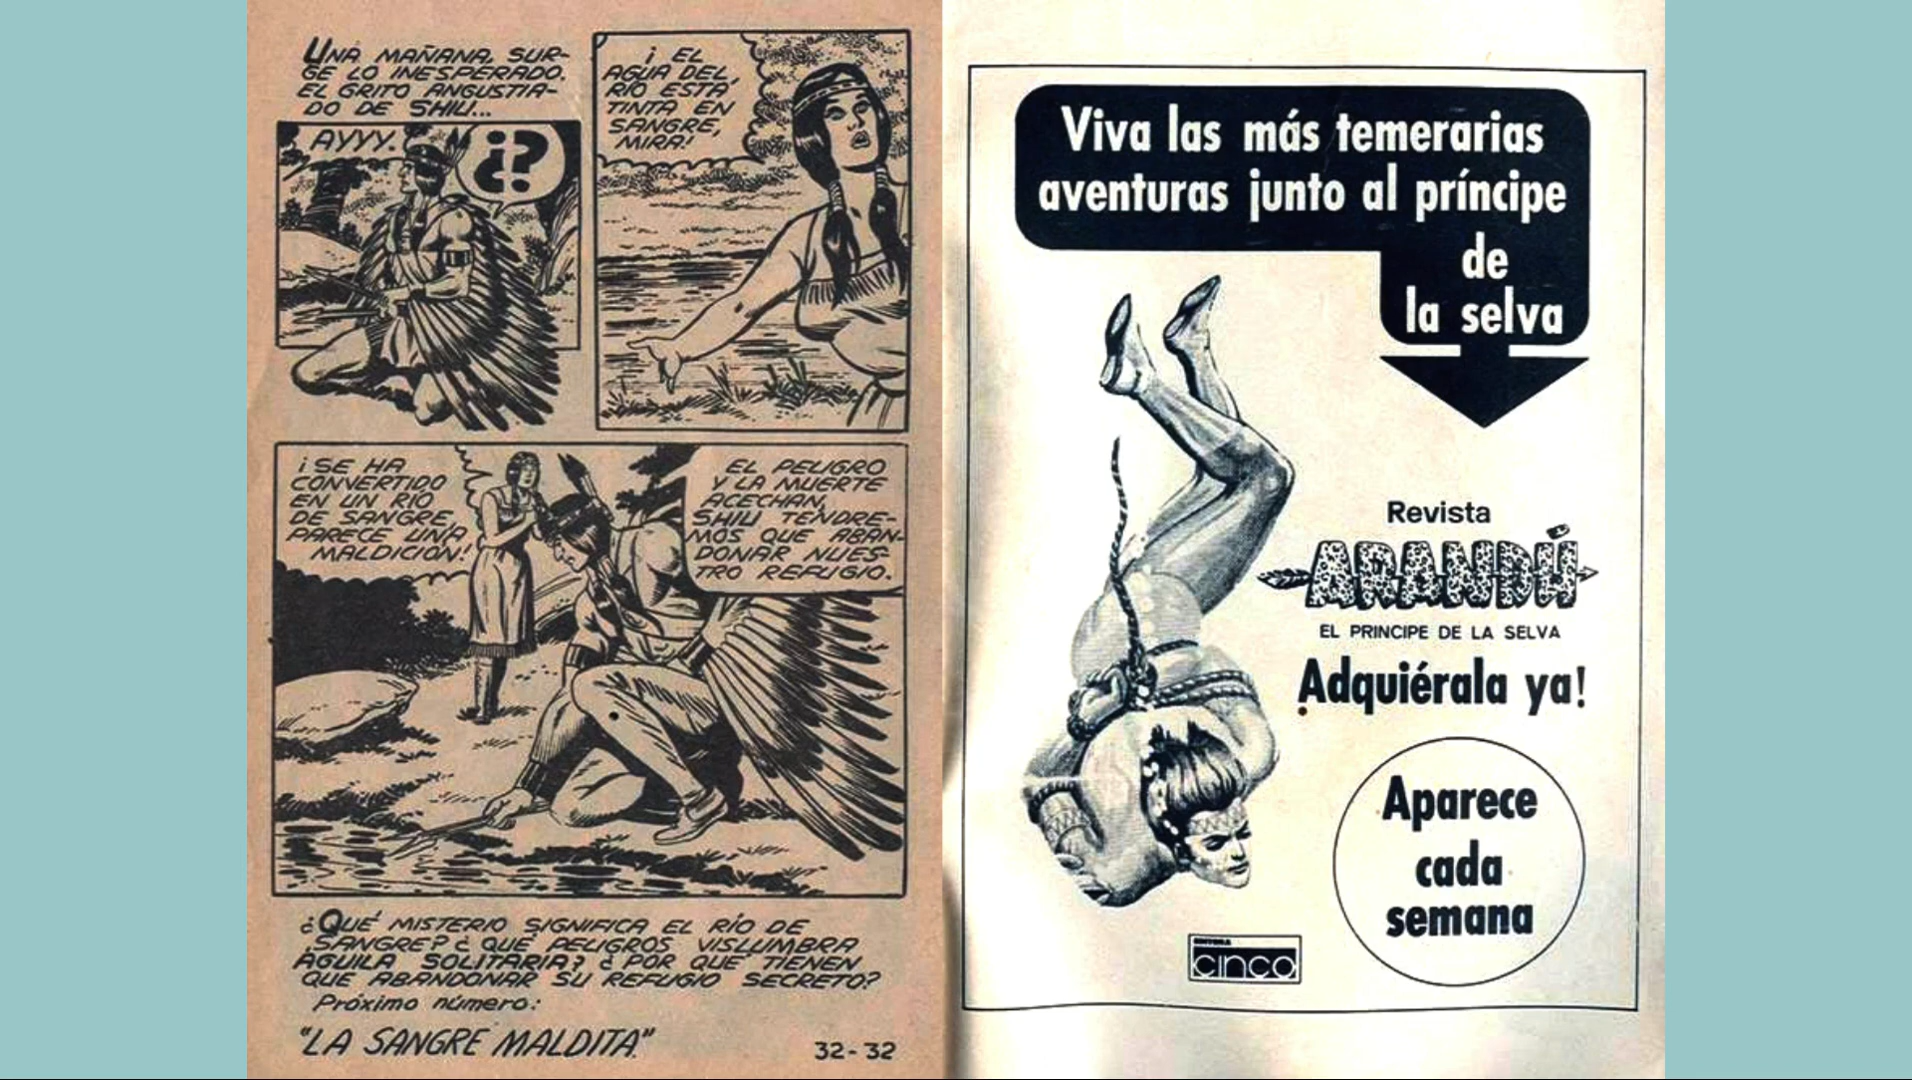 UNA MAÑANA, SUR-
GE LO INESPERADO.
EL GRITO ANGUSTIA-
DO DE SHILI...
AYYY.
¿?
¡EL
AGUA DEL
RÍO ESTÁ
TINTA EN
SANGRE,
MIRA!
¡SE HA
CONVERTIDO
EN UN RÍO
DE SANGRE,
PARECE UNA
MALDICIÓN!
EL PELIGRO
Y LA MUERTE
ACECHAN,
SHILI TENDRE-
MOS QUE ABAN-
DONAR NUES-
TRO REFUGIO.
¿QUÉ MISTERIO SIGNIFICA EL RÍO DE
SANGRE? ¿QUÉ PELIGROS VISLUMBRA
ÁGUILA SOLITARIA? ¿POR QUÉ TIENEN
QUE ABANDONAR SU REFUGIO SECRETO?
Próximo número:
"LA SANGRE MALDITA"
32-32
Viva las más temerarias
aventuras junto al príncipe
de
la selva
Revista
ARANDÚ
EL PRINCIPE DE LA SELVA
Adquiérala ya!
Aparece
cada
semana
EDITORA
cinco